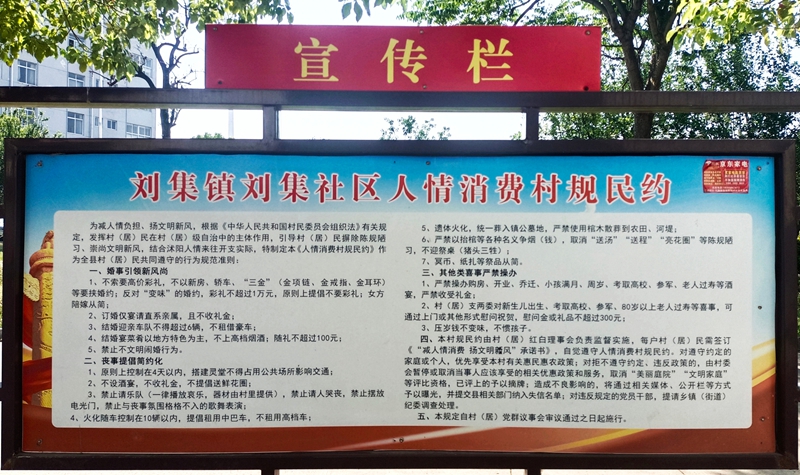 宣传栏
京东家电
刘集镇刘集社区人情消费村规民约
为减人情负担、扬文明新风，根据《中华人民共和国村民委员会组织法》有关规
定，发挥村（居）民在村（居）级自治中的主体作用，引导村（居）民摒除陈规陋
习、崇尚文明新风，结合沭阳人情来往开支实际，特制定本《人情消费村规民约》作
为全村（居）民共同遵守的行为规范准则：
一、婚事引领新风尚
1、不索要高价彩礼，不以新房、轿车、“三金”（金项链、金戒指、金耳环）
等要挟婚约；反对“变味”的婚约，彩礼不超过1万元，原则上提倡不要彩礼；女方
陪嫁从简；
2、订婚仅宴请直系亲属，且不收礼金；
3、结婚迎亲车队不得超过6辆，不租借豪车；
4、结婚宴菜肴以地方特色为主，不上高档烟酒；随礼不超过100元；
5、禁止不文明闹婚行为。
二、丧事提倡简约化
1、原则上控制在4天以内，搭建灵堂不得占用公共场所影响交通；
2、不设酒宴，不收礼金，不提倡送鲜花圈；
3、禁止请乐队（一律播放哀乐，器材由村里提供），禁止请人哭丧，禁止摆放
电光门，禁止与丧事氛围格格不入的歌舞表演；
4、火化随车控制在10辆以内，提倡租用中巴车，不租用高档车；
5、遗体火化，统一葬入镇公墓地，严禁使用棺木散葬到农田、河堤；
6、严禁以抬棺等各种名义争烟（钱），取消“送汤”“送程”“亮花圈”等陈规陋
习，不迎祭桌（猪头三牲）；
7、冥币、纸扎等祭品从简。
三、其他类喜事严禁操办
1、严禁操办购房、开业、乔迁、小孩满月、周岁、考取高校、参军、老人过寿等酒
宴，严禁收受礼金；
2、村（居）支两委对新生儿出生、考取高校、参军、80岁以上老人过寿等喜事，可
通过上门或其他形式慰问祝贺，慰问金或礼品不超过300元；
3、压岁钱不变味，不惯孩子。
四、本村规民约由村（居）红白理事会负责监督实施，每户村（居）民需签订
《“减人情消费 扬文明新风”承诺书》，自觉遵守人情消费村规民约。对遵守约定的
家庭或个人，优先享受本村有关惠民惠农政策；对拒不遵守约定、违反政策的，由村委
会暂停或取消当事人应该享受的相关优惠政策和服务，取消“美丽庭院”“文明家庭”
等评比资格，已评上的予以摘牌；造成不良影响的，将通过相关媒体、公开栏等方式
予以曝光，并提交县相关部门纳入失信名单；对违反规定的党员干部，提请乡镇（街道）
纪委调查处理。
五、本规定自村（居）党群议事会审议通过之日起施行。